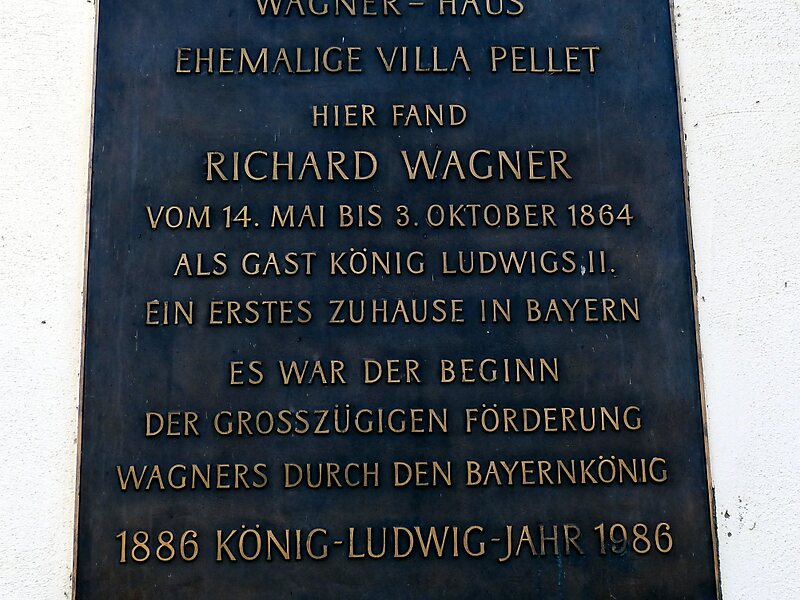 WAGNER – HAUS
EHEMALIGE VILLA PELLET
HIER FAND
RICHARD WAGNER
VOM 14. MAI BIS 3. OKTOBER 1864
ALS GAST KÖNIG LUDWIGS II.
EIN ERSTES ZUHAUSE IN BAYERN
ES WAR DER BEGINN
DER GROSSZÜGIGEN FÖRDERUNG
WAGNERS DURCH DEN BAYERNKÖNIG
1886 KÖNIG-LUDWIG-JAHR 1986